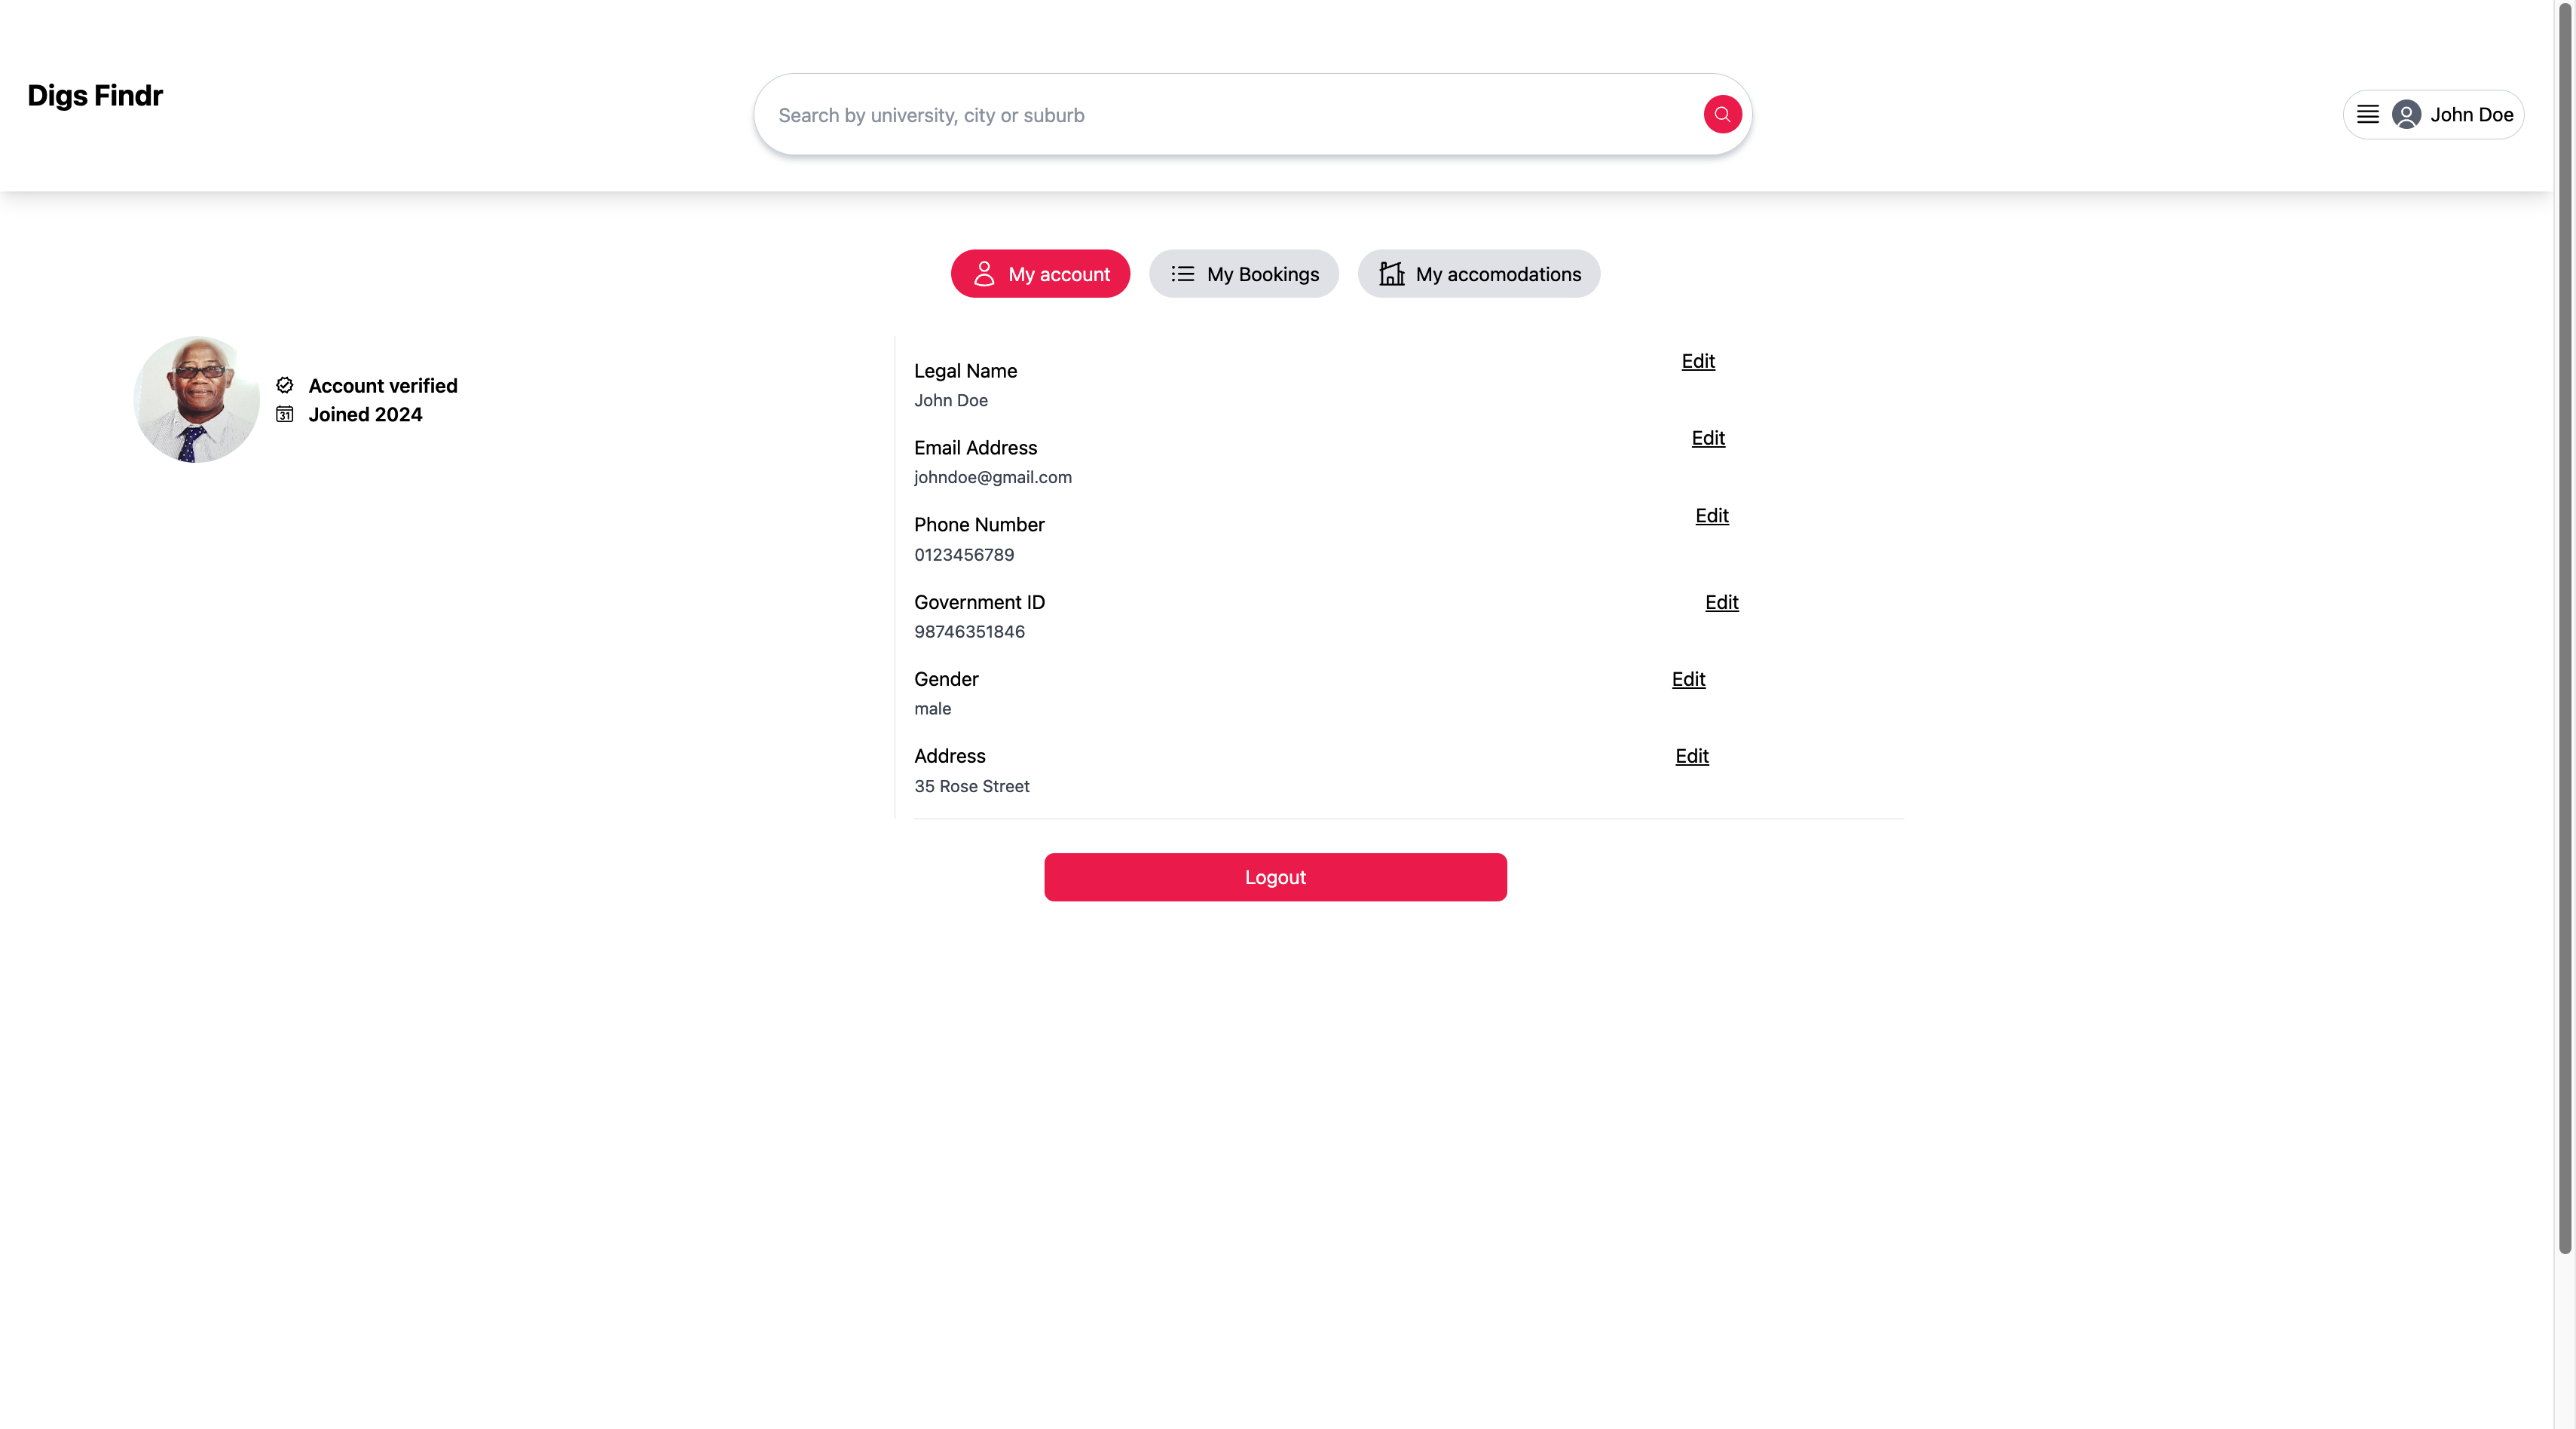 Digs Findr
Search by university, city or suburb
John Doe
My account
My Bookings
My accomodations
Account verified
31
Joined 2024
Legal Name
Edit
John Doe
Email Address
Edit
johndoe@gmail.com
Phone Number
Edit
0123456789
Government ID
Edit
98746351846
Gender
Edit
male
Address
Edit
35 Rose Street
Logout